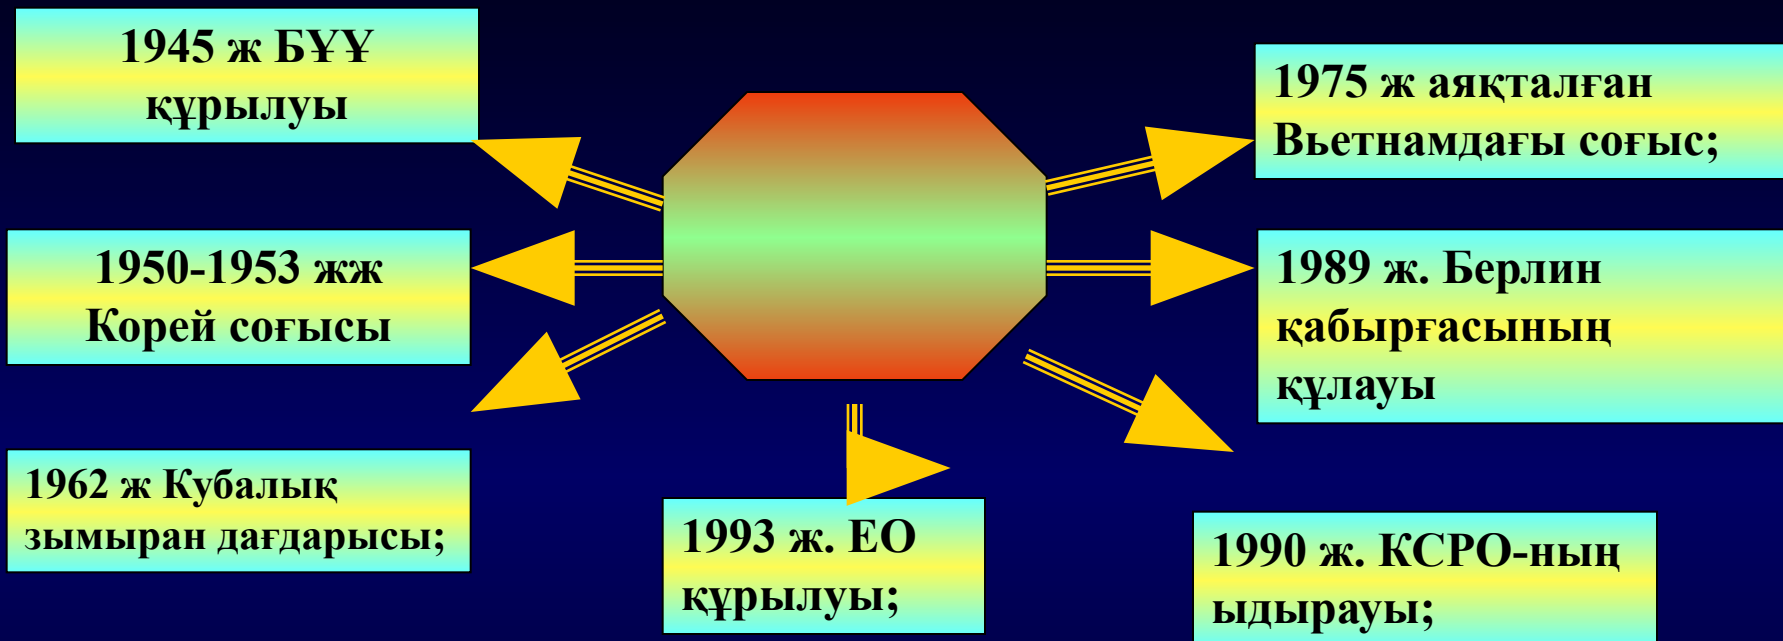 1945 ж БҰҰ
құрылуы
1950-1953 жж
Корей соғысы
1962 ж Кубалық
зымыран дағдарысы;
1993 ж. ЕО
құрылуы;
1975 ж аяқталған
Вьетнамдағы соғыс;
1989 ж. Берлин
қабырғасының
құлауы
1990 ж. КСРО-ның
ыдырауы;